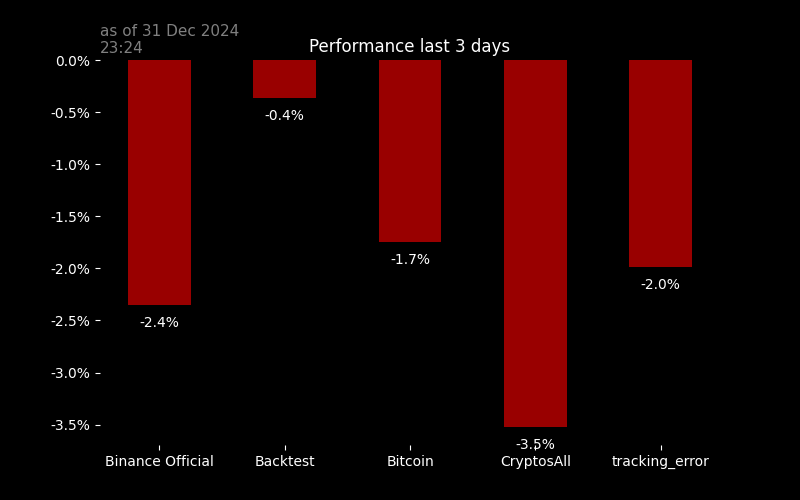 as of 31 Dec 2024
23:24
Performance last 3 days
0.0%
-0.5%
-1.0%
-1.5%
-2.0%
-2.5%
-3.0%
-3.5%
-2.4%
-0.4%
-1.7%
-3.5%
-2.0%
Binance Official
Backtest
Bitcoin
CryptosAll
tracking_error